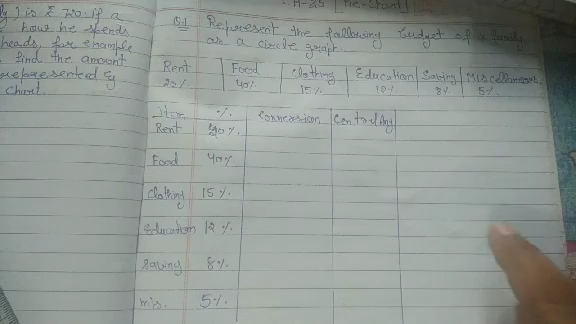 is ₹ 720. If a
how he spends
heads, for example
find the amount
represented by
chart.
Q.1 Represent the following budget of a family
on a circle graph.
Rent Food Clothing Education Saving Miscellaneous
20% 40% 15% 12% 8% 5%
Item % Conversion Central Ang
Rent 20%
Food 40%
Clothing 15%
Education 12%
Saving 8%
mis. 5%